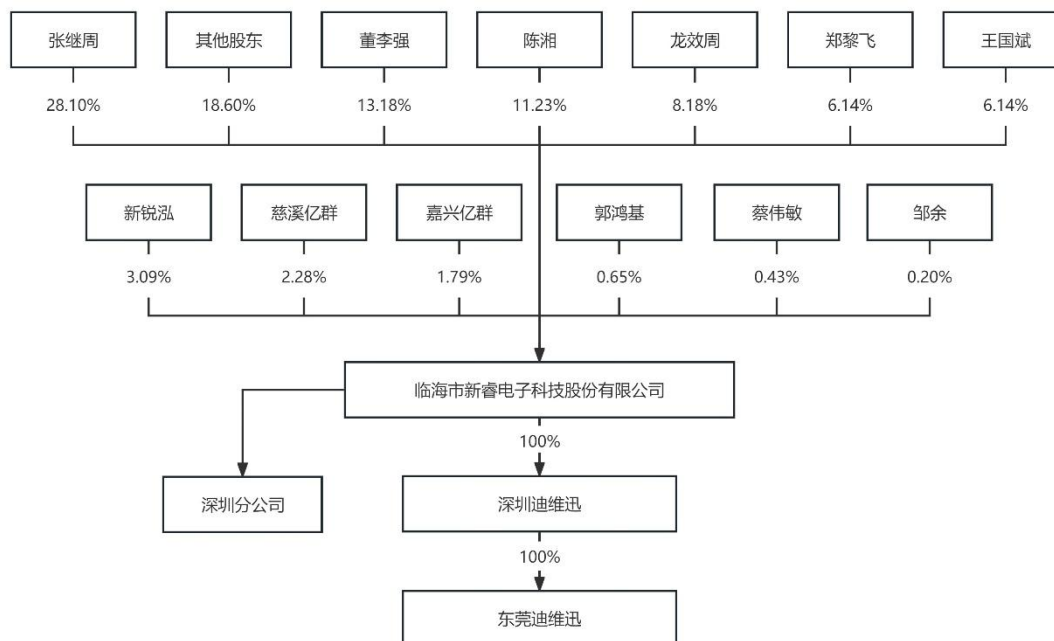 张继周
其他股东
董李强
陈湘
龙效周
郑黎飞
王国斌
28.10%
18.60%
13.18%
11.23%
8.18%
6.14%
6.14%
新锐泓
慈溪亿群
嘉兴亿群
郭鸿基
蔡伟敏
邹余
3.09%
2.28%
1.79%
0.65%
0.43%
0.20%
临海市新睿电子科技股份有限公司
100%
深圳分公司
深圳迪维迅
100%
东莞迪维迅